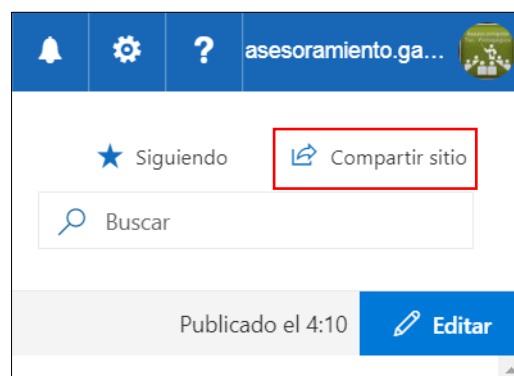 ? asesoramiento.ga...
Siguiendo Compartir sitio
Buscar
Publicado el 4:10 Editar